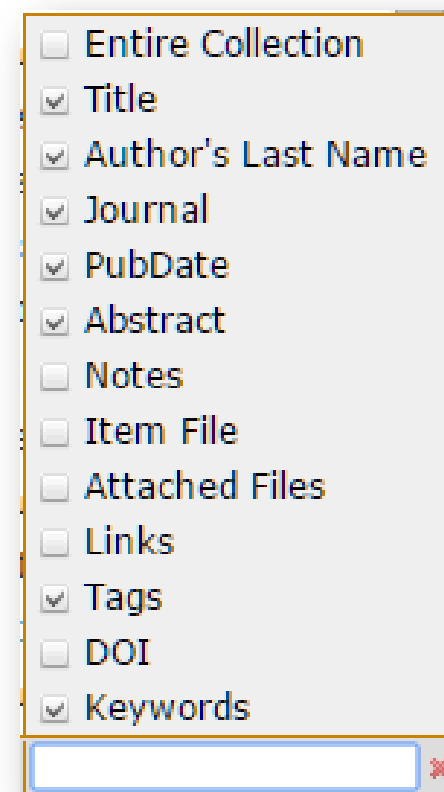 Entire Collection
Title
Author's Last Name
Journal
PubDate
Abstract
Notes
Item File
Attached Files
Links
Tags
DOI
Keywords